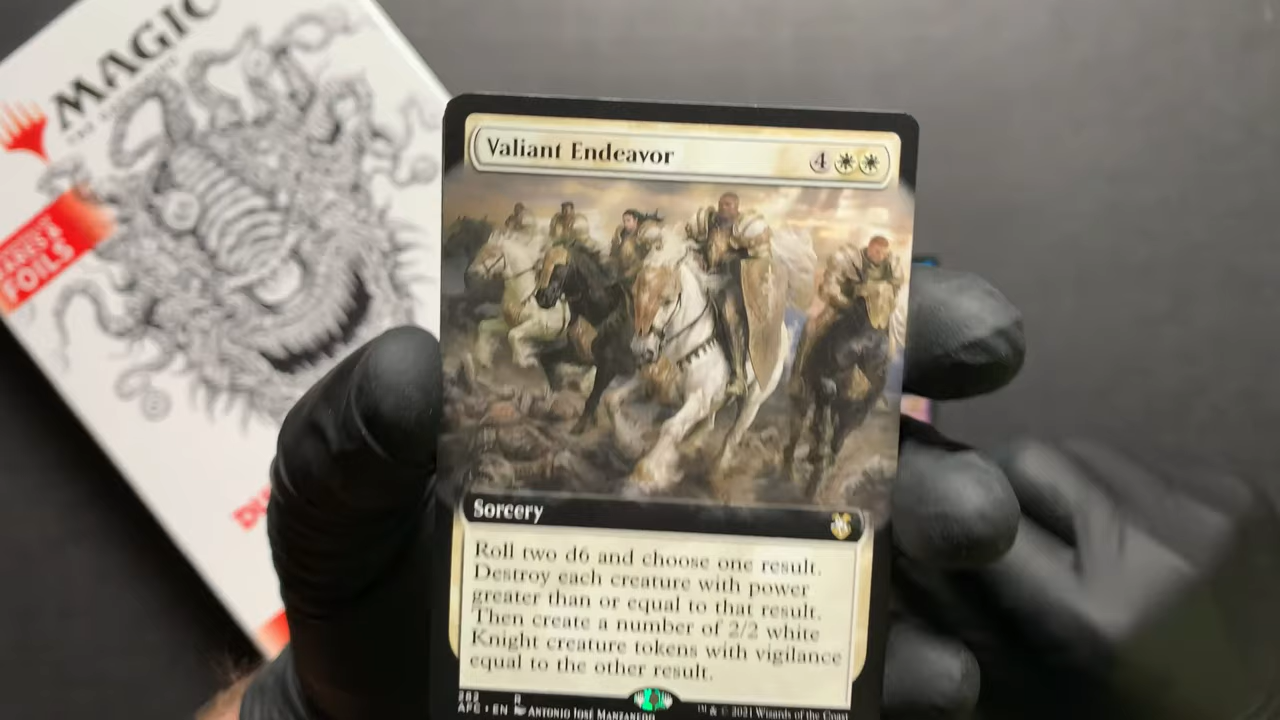 MAGIC
FOILS
Valiant Endeavor
4
Sorcery
Roll two d6 and choose one result.
Destroy each creature with power
greater than or equal to that result.
Then create a number of 2/2 white
Knight creature tokens with vigilance
equal to the other result.
282 R
AFC • EN ANTONIO JOSÉ MANZANEDO
™ & © 2021 Wizards of the Coast